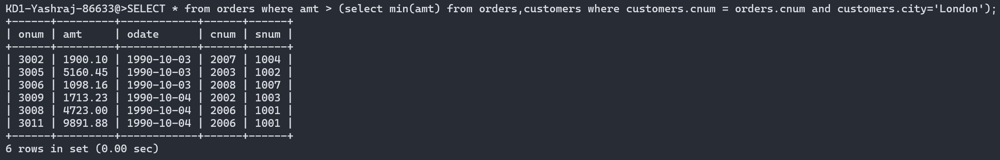 KD1-Yashraj-86633@>SELECT * from orders where amt > (select min(amt) from orders,customers where customers.cnum = orders.cnum and customers.city='London');
+------+---------+------------+------+------+
| onum | amt     | odate      | cnum | snum |
+------+---------+------------+------+------+
| 3002 | 1900.10 | 1990-10-03 | 2007 | 1004 |
| 3005 | 5160.45 | 1990-10-03 | 2003 | 1002 |
| 3006 | 1098.16 | 1990-10-03 | 2008 | 1007 |
| 3009 | 1713.23 | 1990-10-04 | 2002 | 1003 |
| 3008 | 4723.00 | 1990-10-04 | 2006 | 1001 |
| 3011 | 9891.88 | 1990-10-04 | 2006 | 1001 |
+------+---------+------------+------+------+
6 rows in set (0.00 sec)